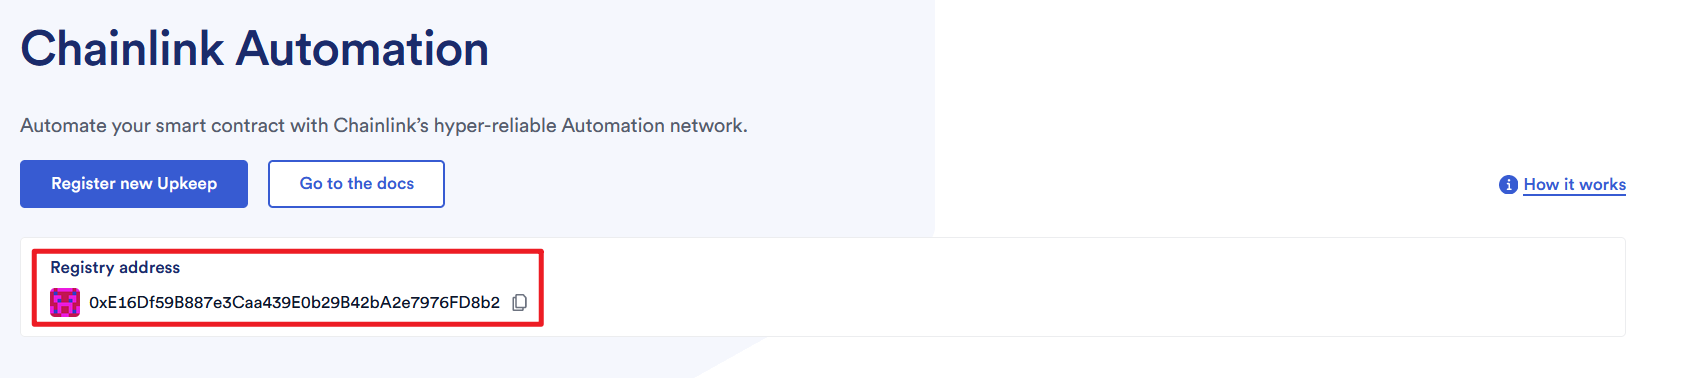 Chainlink Automation
Automate your smart contract with Chainlink’s hyper-reliable Automation network.
Register new Upkeep
Go to the docs
How it works
Registry address
0xE16Df59B887e3Caa439E0b29B42bA2e7976FD8b2